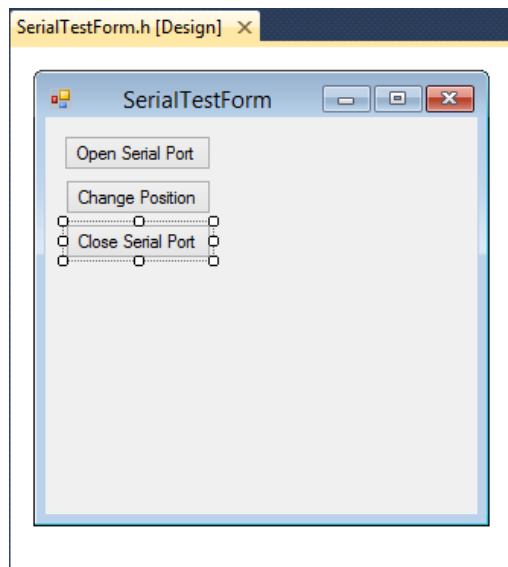 SerialTestForm.h [Design]
SerialTestForm
Open Serial Port
Change Position
Close Serial Port